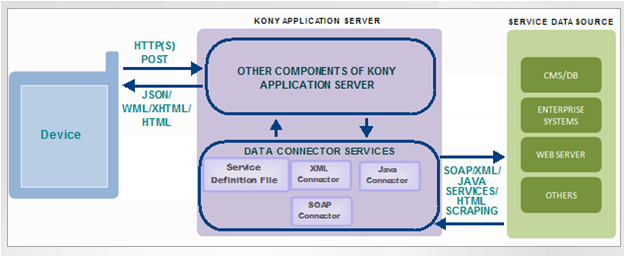 KONY APPLICATION SERVER
SERVICE DATA SOURCE
HTTP(S)
POST
JSON/
WML/XHTML/
HTML
Device
OTHER COMPONENTS OF KONY
APPLICATION SERVER
DATA CONNECTOR SERVICES
Service
Definition File
XML
Connector
Java
Connector
SOAP
Connector
SOAP/XML/
JAVA
SERVICES/
HTML
SCRAPING
CMS/DB
ENTERPRISE
SYSTEMS
WEB SERVER
OTHERS